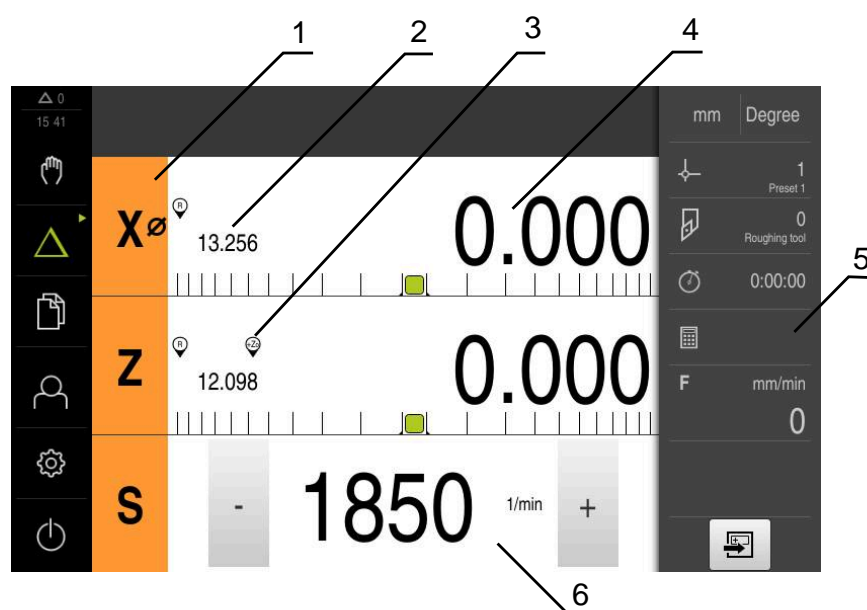 1
2
3
4
0
15 41
mm Degree
1
Preset 1
X⌀
R
13.256
0.000
0
Roughing tool
5
0:00:00
Z
R
+Za
12.098
0.000
F mm/min
0
S
-
1850
1/min
+
6